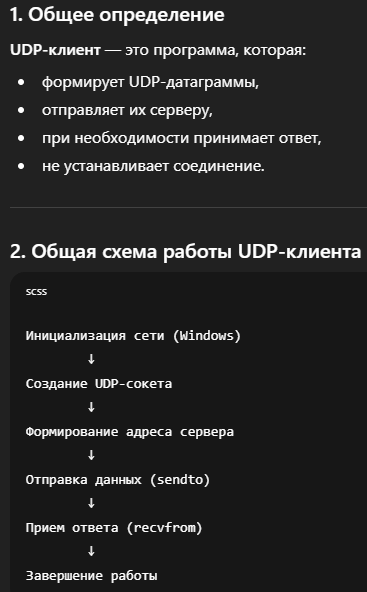 1. Общее определение
UDP-клиент — это программа, которая:
• формирует UDP-датаграммы,
• отправляет их серверу,
• при необходимости принимает ответ,
• не устанавливает соединение.
2. Общая схема работы UDP-клиента
scss
Инициализация сети (Windows)
↓
Создание UDP-сокета
↓
Формирование адреса сервера
↓
Отправка данных (sendto)
↓
Прием ответа (recvfrom)
↓
Завершение работы